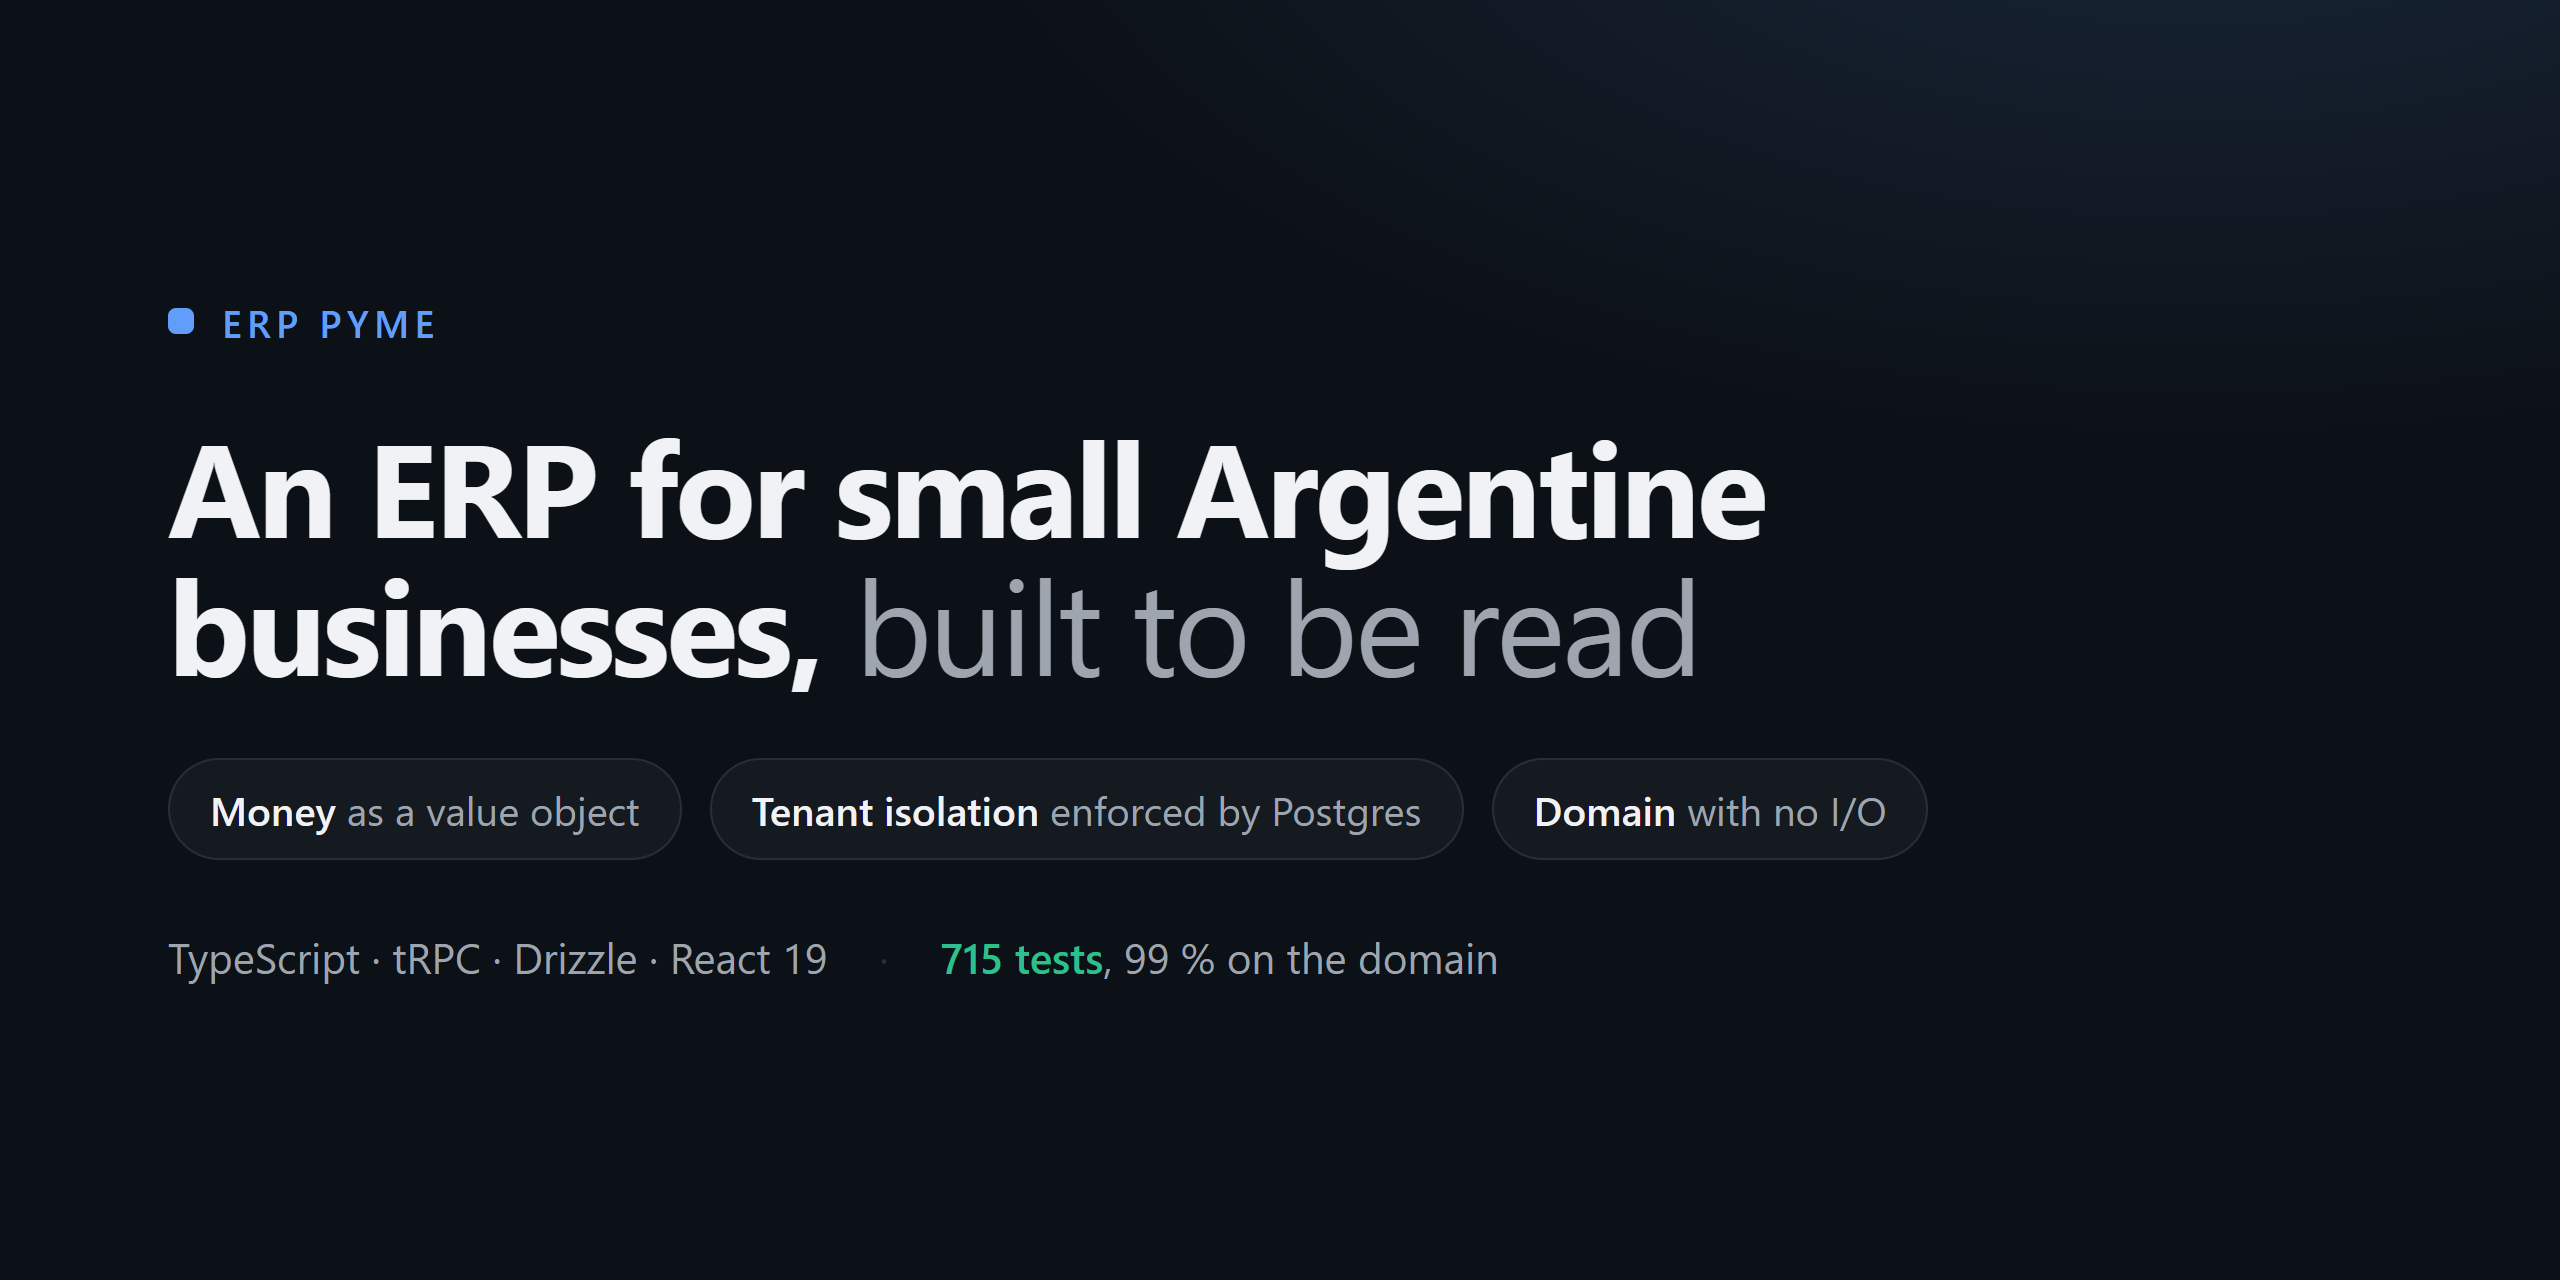 ERP PYME
An ERP for small Argentine
businesses, built to be read
Money as a value object
Tenant isolation enforced by Postgres
Domain with no I/O
TypeScript · tRPC · Drizzle · React 19 · 715 tests, 99 % on the domain